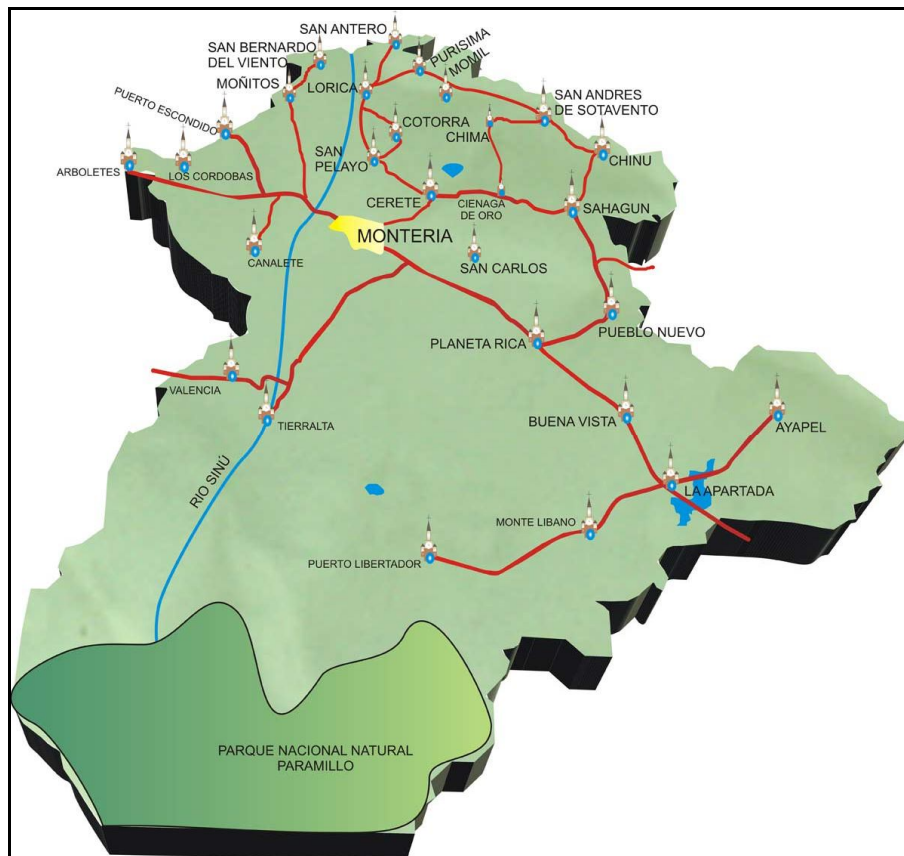 SAN ANTERO
SAN BERNARDO
DEL VIENTO
PURISIMA
MOMIL
MOÑITOS
LORICA
SAN ANDRES
DE SOTAVENTO
PUERTO ESCONDIDO
COTORRA
CHIMA
SAN
PELAYO
CHINU
ARBOLETES
LOS CORDOBAS
CERETE
CIENAGA
DE ORO
SAHAGUN
MONTERIA
CANALETE
SAN CARLOS
PUEBLO NUEVO
PLANETA RICA
VALENCIA
TIERRALTA
BUENA VISTA
AYAPEL
RIO SINÚ
LA APARTADA
MONTE LIBANO
PUERTO LIBERTADOR
PARQUE NACIONAL NATURAL
PARAMILLO